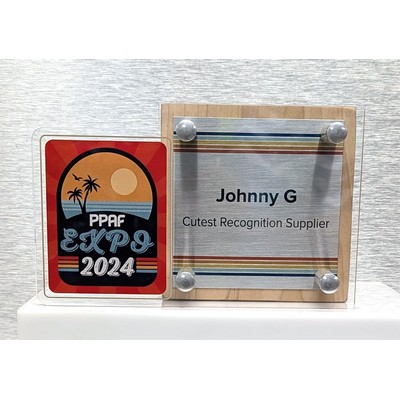 PPAF
EXPO
2024
Johnny G
Cutest Recognition Supplier